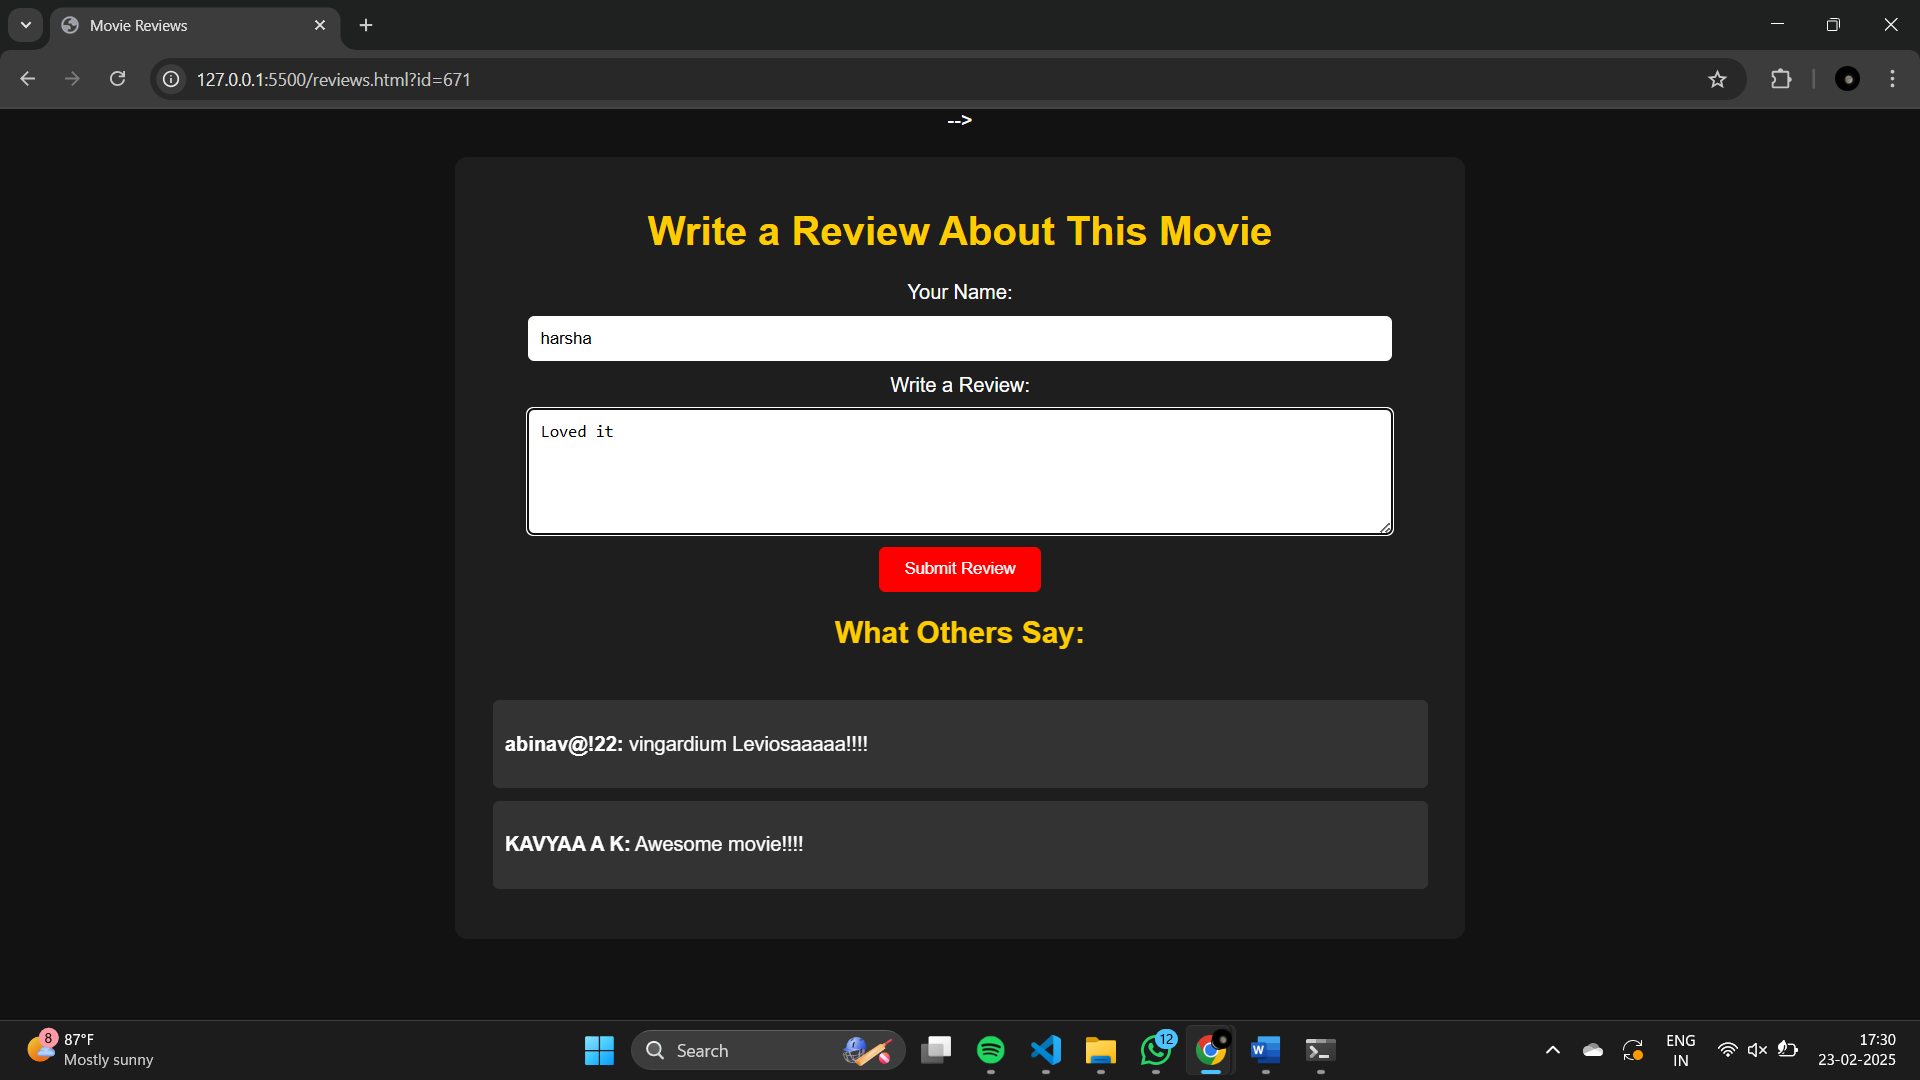 Movie Reviews
127.0.0.1:5500/reviews.html?id=671
-->
Write a Review About This Movie
Your Name:
harsha
Write a Review:
Loved it
Submit Review
What Others Say:
abinav@!22: vingardium Leviosaaaaa!!!!
KAVYAA A K: Awesome movie!!!!
8
87°F
Mostly sunny
Search
12
W
ENG
IN
17:30
23-02-2025